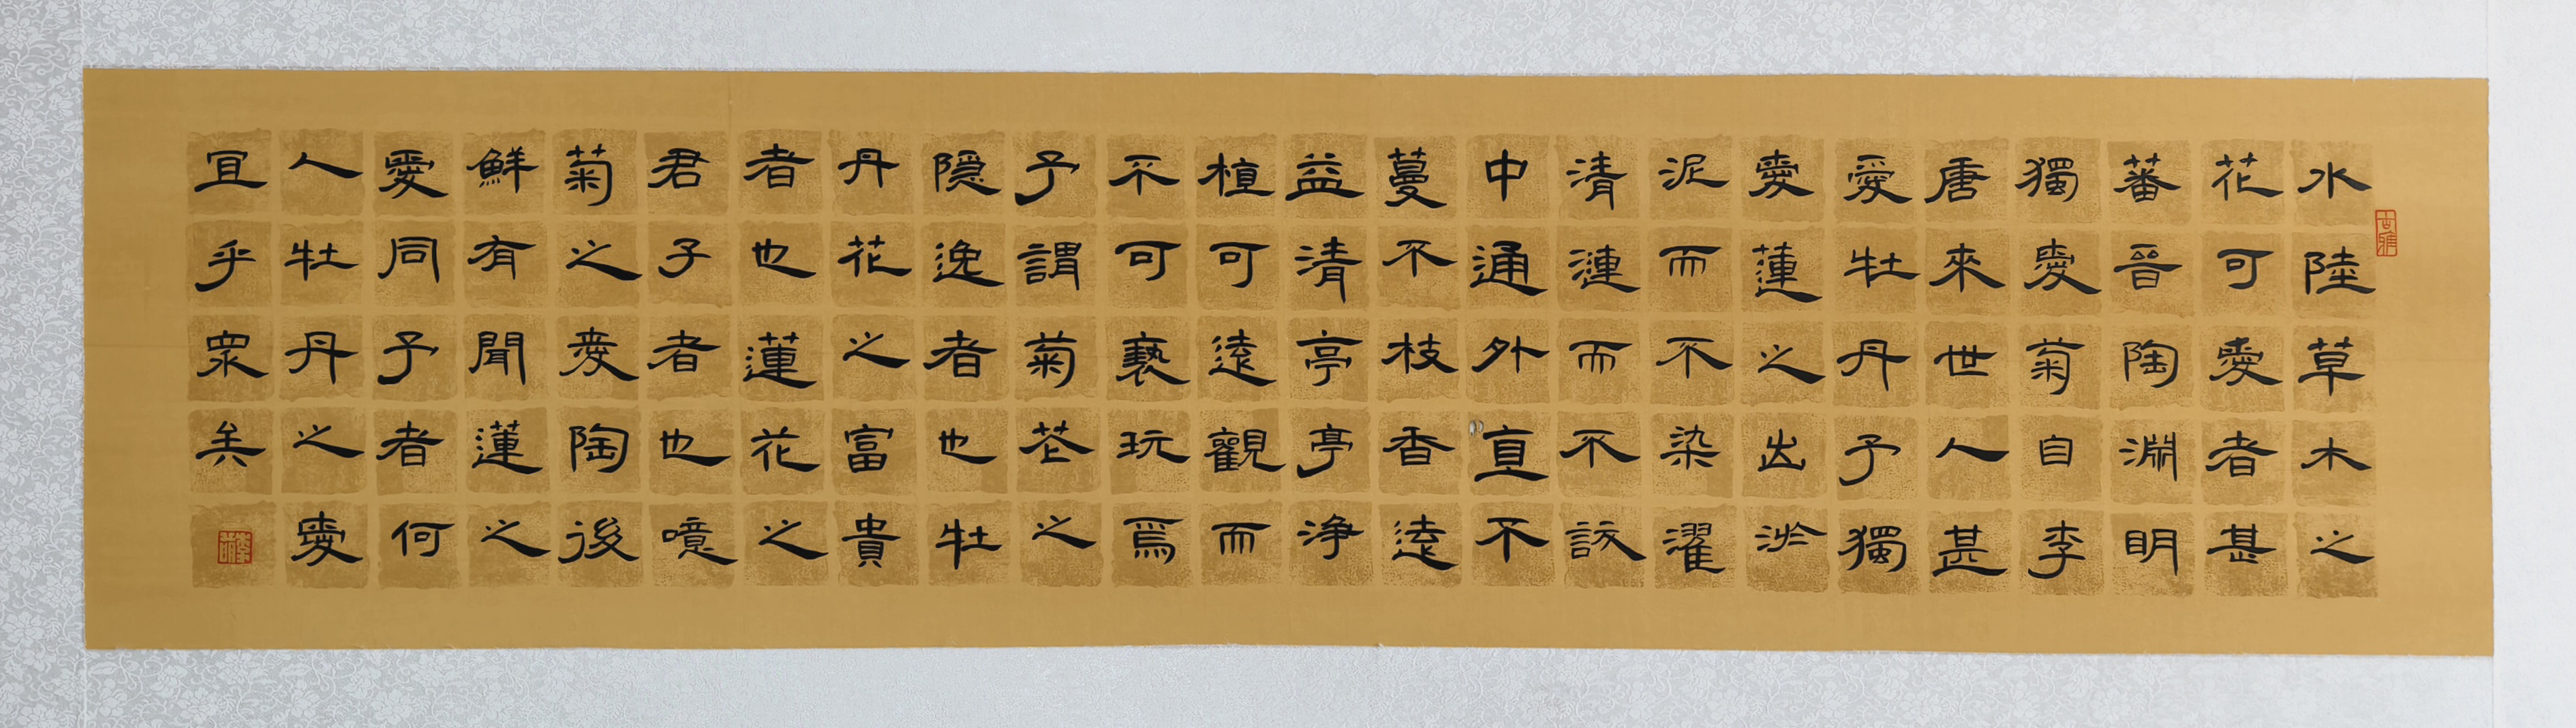 古雅
水陸草木之
花可愛者甚
蕃晉陶淵明
獨愛菊自李
唐來世人甚
愛牡丹予獨
愛蓮之出淤
泥而不染濯
清漣而不訞
中通外直不
蔓不枝香遠
益清亭亭淨
植可遠觀而
不可褻玩焉
予謂菊花之
隱逸者也牡
丹花之富貴
者也蓮花之
君子者也噫
菊之愛陶後
鮮有聞蓮之
愛同予者何
人牡丹之愛
宜乎眾矣